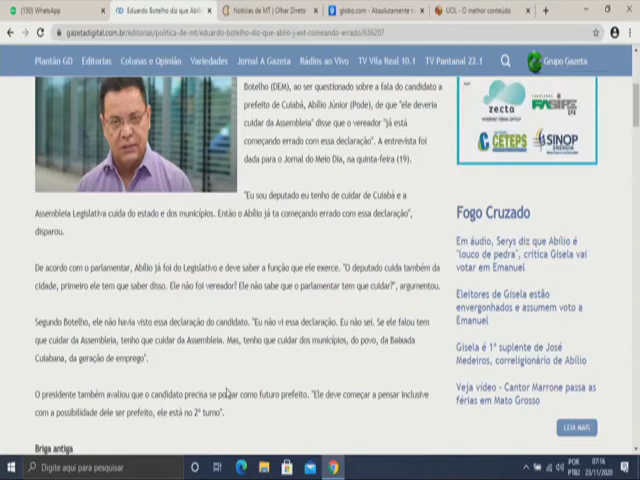 (130) WhatsApp
Eduardo Botelho diz que Abíli
Notícias de MT | Olhar Direto
globo.com - Absolutamente t
UOL - O melhor conteúdo
gazetadigital.com.br/editorias/politica-de-mt/eduardo-botelho-diz-que-abilio-j-est-comeando-errado/636207
Plantão GD
Editorias
Colunas e Opinião
Variedades
Jornal A Gazeta
Rádios ao Vivo
TV Vila Real 10.1
TV Pantanal 22.1
Grupo Gazeta
Botelho (DEM), ao ser questionado sobre a fala do candidato a
prefeito de Cuiabá, Abílio Júnior (Pode), de que "ele deveria
cuidar da Assembleia" disse que o vereador "já está
começando errado com essa declaração". A entrevista foi
dada para o Jornal do Meio Dia, na quinta-feira (19).
"Eu sou deputado eu tenho de cuidar de Cuiabá e a
Assembleia Legislativa cuida do estado e dos municípios. Então o Abílio já ta começando errado com essa declaração",
disparou.
De acordo com o parlamentar, Abílio já foi do Legislativo e deve saber a função que ele exerce. "O deputado cuida também da
cidade, primeiro ele tem que saber disso. Ele não foi vereador? Ele não sabe que o parlamentar tem que cuidar?", argumentou.
Segundo Botelho, ele não havia visto essa declaração do candidato. "Eu não vi essa declaração. Eu não sei. Se ele falou tem
que cuidar da Assembleia, tenho que cuidar da Assembleia. Mas, tenho que cuidar dos municípios, do povo, da Baixada
Cuiabana, da geração de emprego".
O presidente também avaliou que o candidato precisa se portar como futuro prefeito. "Ele deve começar a pensar inclusive
com a possibilidade dele ser prefeito, ele está no 2º turno".
Briga antiga
zecta
FASIPE
CETEPS
SINOP
ENERGIA
Fogo Cruzado
Em áudio, Serys diz que Abílio é
"louco de pedra", critica Gisela vai
votar em Emanuel
Eleitores de Gisela estão
envergonhados e assumem voto a
Emanuel
Gisela é 1ª suplente de José
Medeiros, correligionário de Abílio
Veja vídeo - Cantor Marrone passa as
férias em Mato Grosso
LEIA MAIS
Digite aqui para pesquisar
POR
PTB2
07:16
23/11/2020